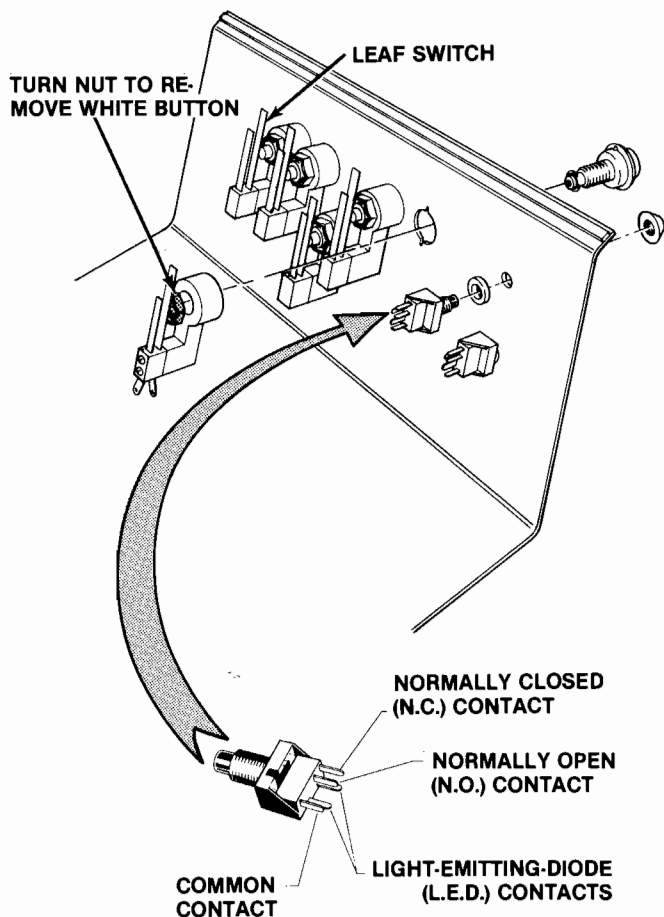 LEAF SWITCH
TURN NUT TO RE-
MOVE WHITE BUTTON
NORMALLY CLOSED
(N.C.) CONTACT
NORMALLY OPEN
(N.O.) CONTACT
LIGHT-EMITTING-DIODE
(L.E.D.) CONTACTS
COMMON
CONTACT